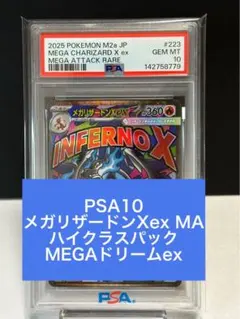 2025 POKEMON M2a JP #223
MEGA CHARIZARD X ex GEM MT
MEGA ATTACK RARE 10
PSA 142758779
メガリザードンXex 360
INFERNO X
PSA10
メガリザードンXex MA
ハイクラスパック
MEGAドリームex
PSA